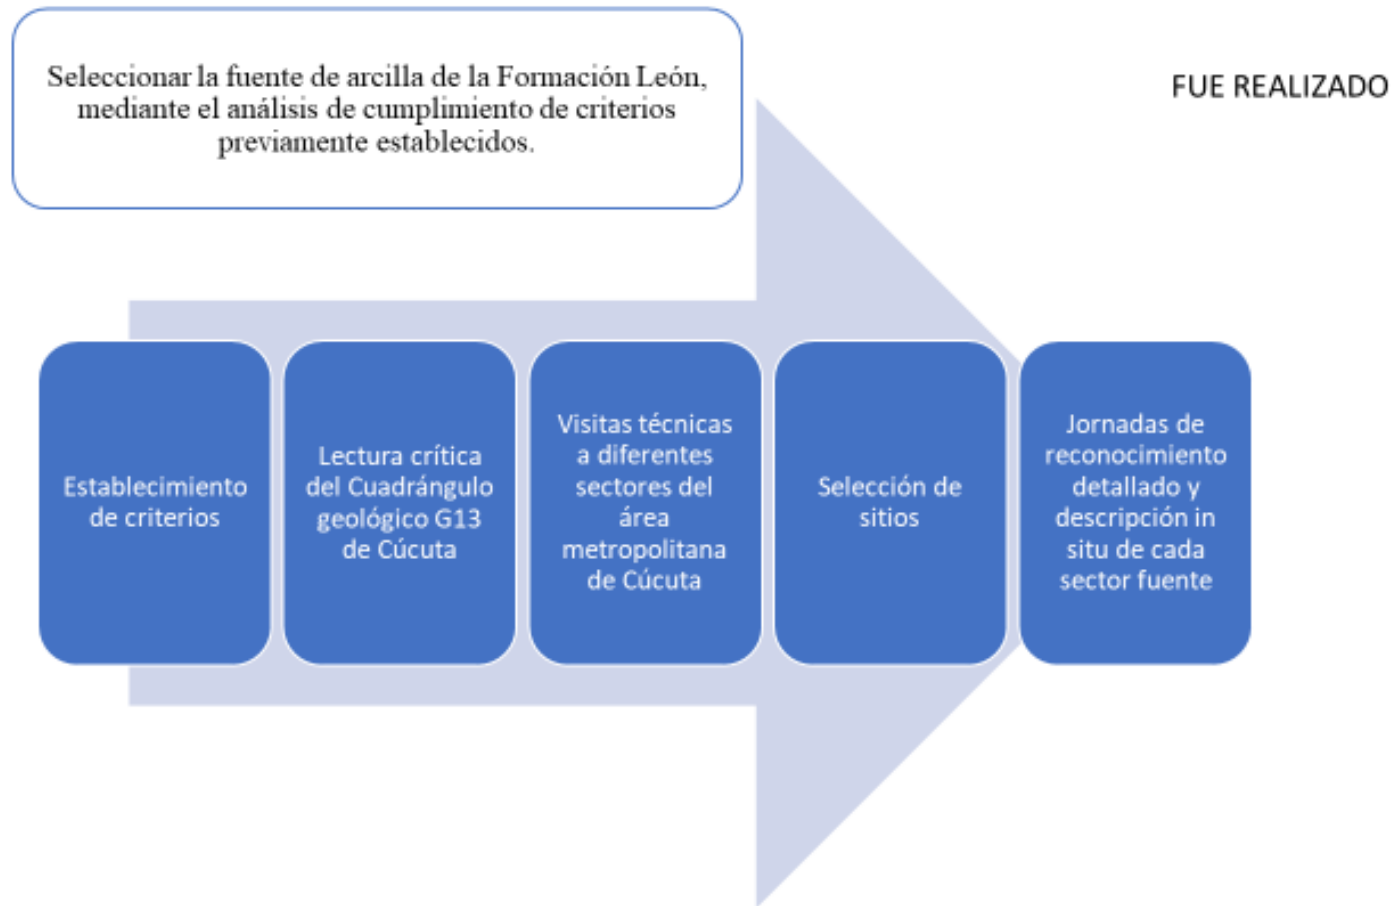 Seleccionar la fuente de arcilla de la Formación León,
mediante el análisis de cumplimiento de criterios
previamente establecidos.
FUE REALIZADO
Establecimiento
de criterios
Lectura crítica
del Cuadrángulo
geológico G13
de Cúcuta
Visitas técnicas
a diferentes
sectores del
área
metropolitana
de Cúcuta
Selección de
sitios
Jornadas de
reconocimiento
detallado y
descripción in
situ de cada
sector fuente